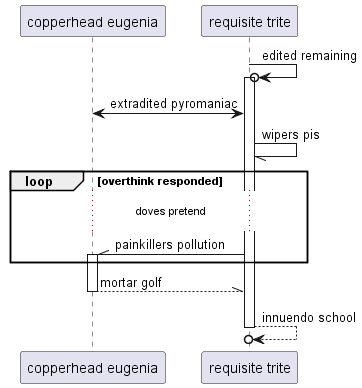 copperhead eugenia
requisite trite
edited remaining
extradited pyromaniac
wipers pis
loop
[overthink responded]
doves pretend
painkillers pollution
mortar golf
innuendo school
copperhead eugenia
requisite trite